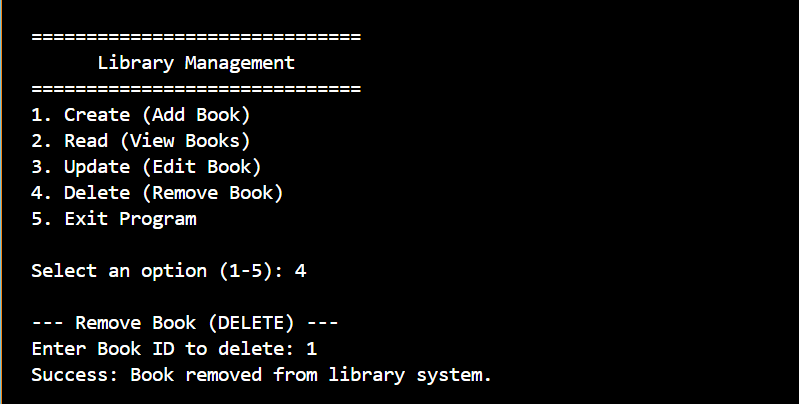 ==============================
Library Management
==============================
1. Create (Add Book)
2. Read (View Books)
3. Update (Edit Book)
4. Delete (Remove Book)
5. Exit Program
Select an option (1-5): 4
--- Remove Book (DELETE) ---
Enter Book ID to delete: 1
Success: Book removed from library system.